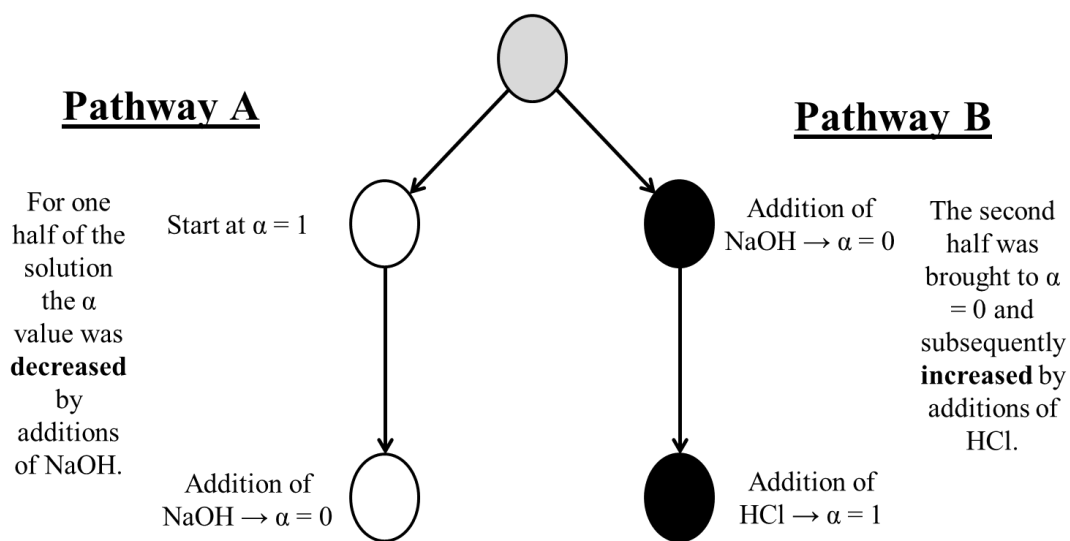 Pathway A
For one
half of the
solution
the α
value was
decreased
by
additions
of NaOH.
Start at α = 1
Addition of
NaOH → α = 0
Pathway B
Addition of
NaOH → α = 0
The second
half was
brought to α
= 0 and
subsequently
increased by
additions of
HCl.
Addition of
HCl → α = 1